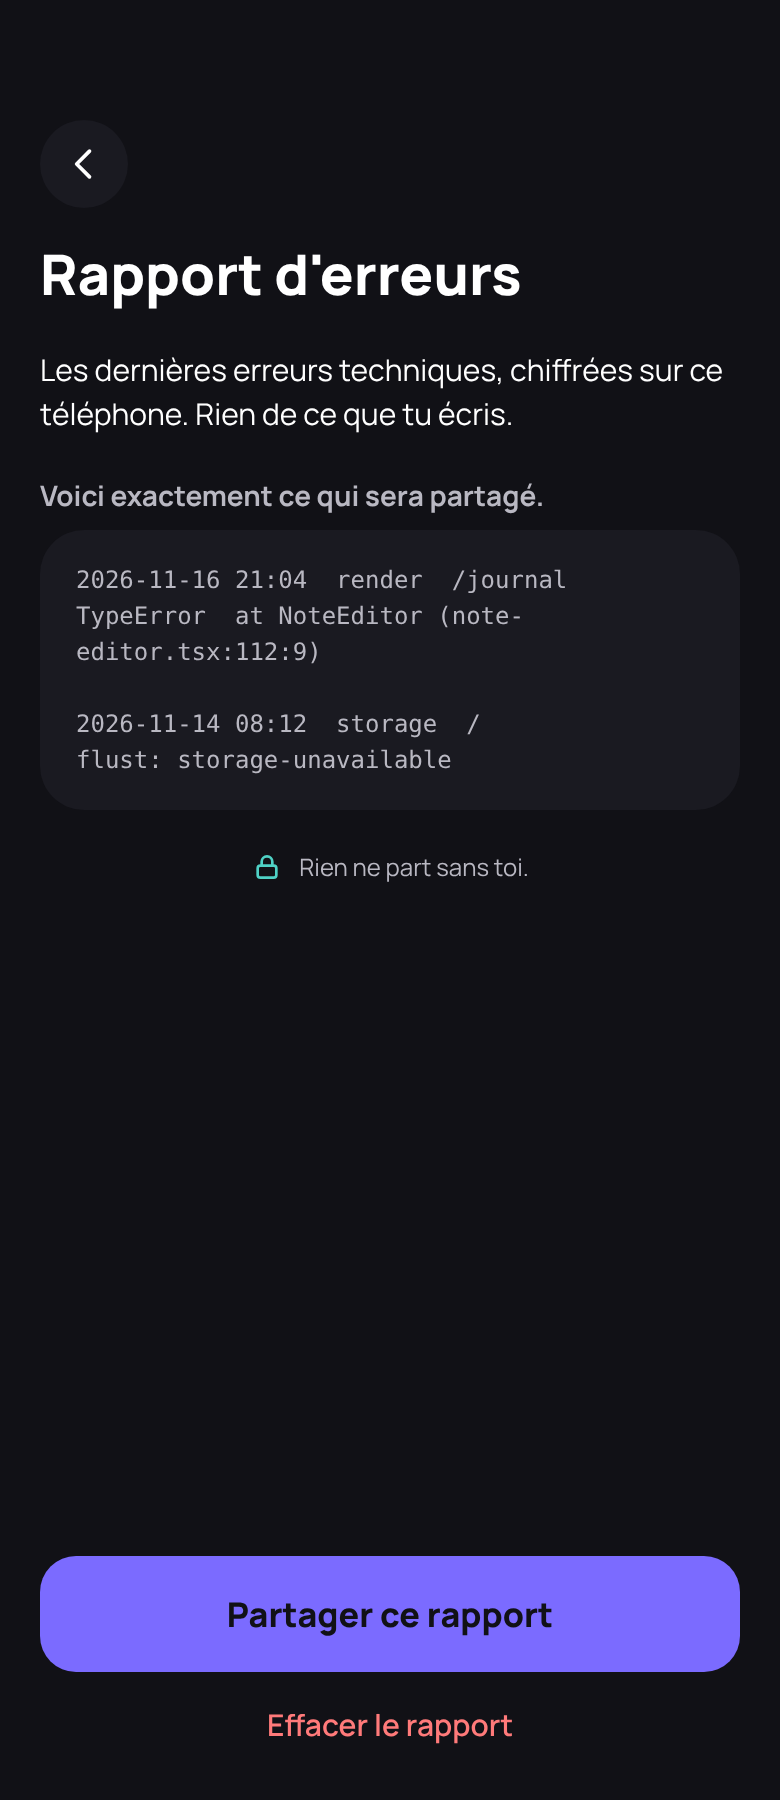 Rapport d'erreurs
Les dernières erreurs techniques, chiffrées sur ce
téléphone. Rien de ce que tu écris.
Voici exactement ce qui sera partagé.
2026-11-16 21:04  render  /journal
TypeError  at NoteEditor (note-
editor.tsx:112:9)
2026-11-14 08:12  storage  /
flust: storage-unavailable
Rien ne part sans toi.
Partager ce rapport
Effacer le rapport